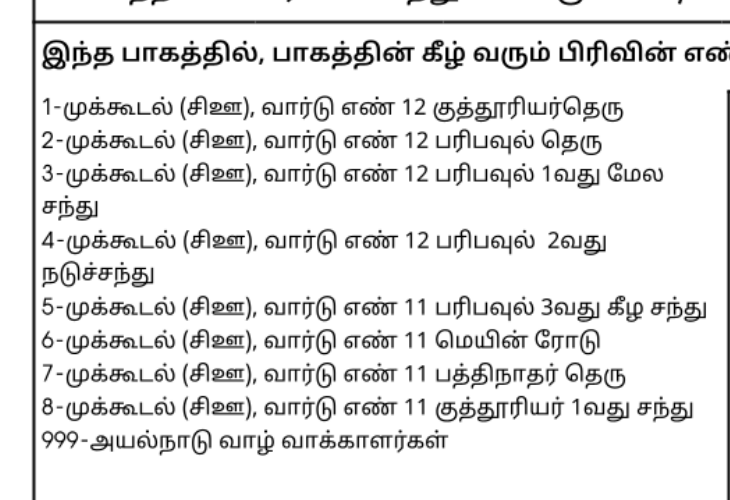 இந்த பாகத்தில், பாகத்தின் கீழ் வரும் பிரிவின்
1-முக்கூடல் (சிஊ), வார்டு எண் 12 குத்தூரியர்தெரு
2-முக்கூடல் (சிஊ), வார்டு எண் 12 பரிபவுல் தெரு
3-முக்கூடல் (சிஊ), வார்டு எண் 12 பரிபவுல் 1வது மேல
சந்து
4-முக்கூடல் (சிஊ), வார்டு எண் 12 பரிபவுல்  2வது
நடுச்சந்து
5-முக்கூடல் (சிஊ), வார்டு எண் 11 பரிபவுல் 3வது கீழ சந்து
6-முக்கூடல் (சிஊ), வார்டு எண் 11 மெயின் ரோடு
7-முக்கூடல் (சிஊ), வார்டு எண் 11 பத்திநாதர் தெரு
8-முக்கூடல் (சிஊ), வார்டு எண் 11 குத்தூரியர் 1வது சந்து
999-அயல்நாடு வாழ் வாக்காளர்கள்